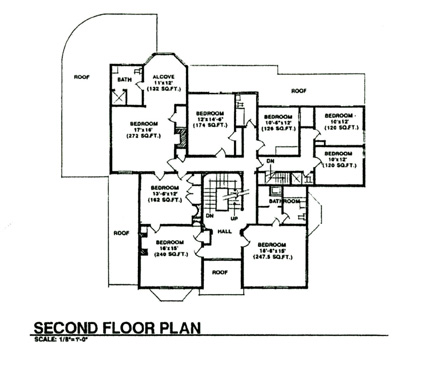 ROOF
BATH
ALCOVE
11'x12'
(132 SQ.FT.)
ROOF
BEDROOM
17'x16'
(272 SQ.FT.)
BEDROOM
12'x14'-6"
(174 SQ.FT.)
BEDROOM
10'-6"x12'
(126 SQ.FT.)
BEDROOM
10'x12'
(120 SQ.FT.)
BEDROOM
10'x12'
(120 SQ.FT.)
DN
BEDROOM
13'-6"x12'
(162 SQ.FT.)
DN
UP
BATHROOM
HALL
ROOF
BEDROOM
16'x15'
(240 SQ.FT.)
BEDROOM
16'-6"x15'
(247.5 SQ.FT.)
ROOF
SECOND FLOOR PLAN
SCALE: 1/8"=1'-0"